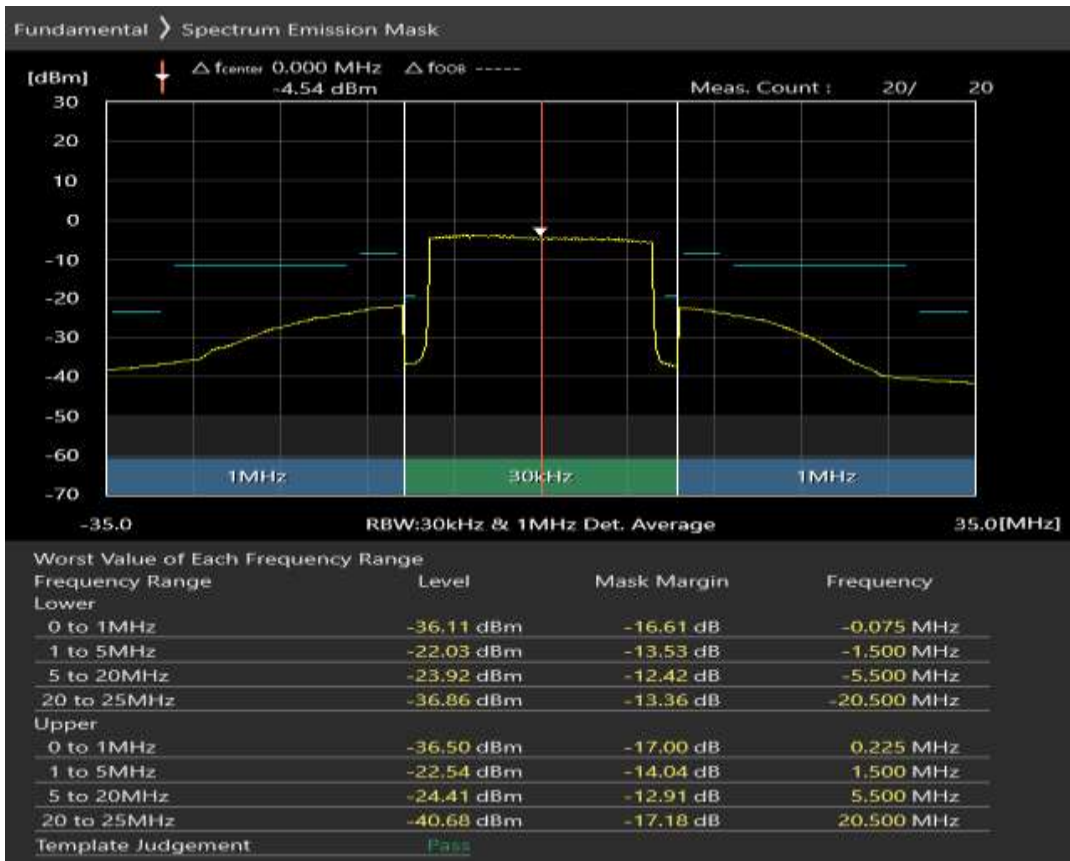 Fundamental ❯ Spectrum Emission Mask
[dBm] △ fcenter 0.000 MHz △ fOOB -----
-4.54 dBm Meas. Count : 20/ 20
30
20
10
0
-10
-20
-30
-40
-50
-60
1MHz 30kHz 1MHz
-70
-35.0 RBW:30kHz & 1MHz Det. Average 35.0[MHz]
Worst Value of Each Frequency Range
Frequency Range Level Mask Margin Frequency
Lower
0 to 1MHz -36.11 dBm -16.61 dB -0.075 MHz
1 to 5MHz -22.03 dBm -13.53 dB -1.500 MHz
5 to 20MHz -23.92 dBm -12.42 dB -5.500 MHz
20 to 25MHz -36.86 dBm -13.36 dB -20.500 MHz
Upper
0 to 1MHz -36.50 dBm -17.00 dB 0.225 MHz
1 to 5MHz -22.54 dBm -14.04 dB 1.500 MHz
5 to 20MHz -24.41 dBm -12.91 dB 5.500 MHz
20 to 25MHz -40.68 dBm -17.18 dB 20.500 MHz
Template Judgement Pass